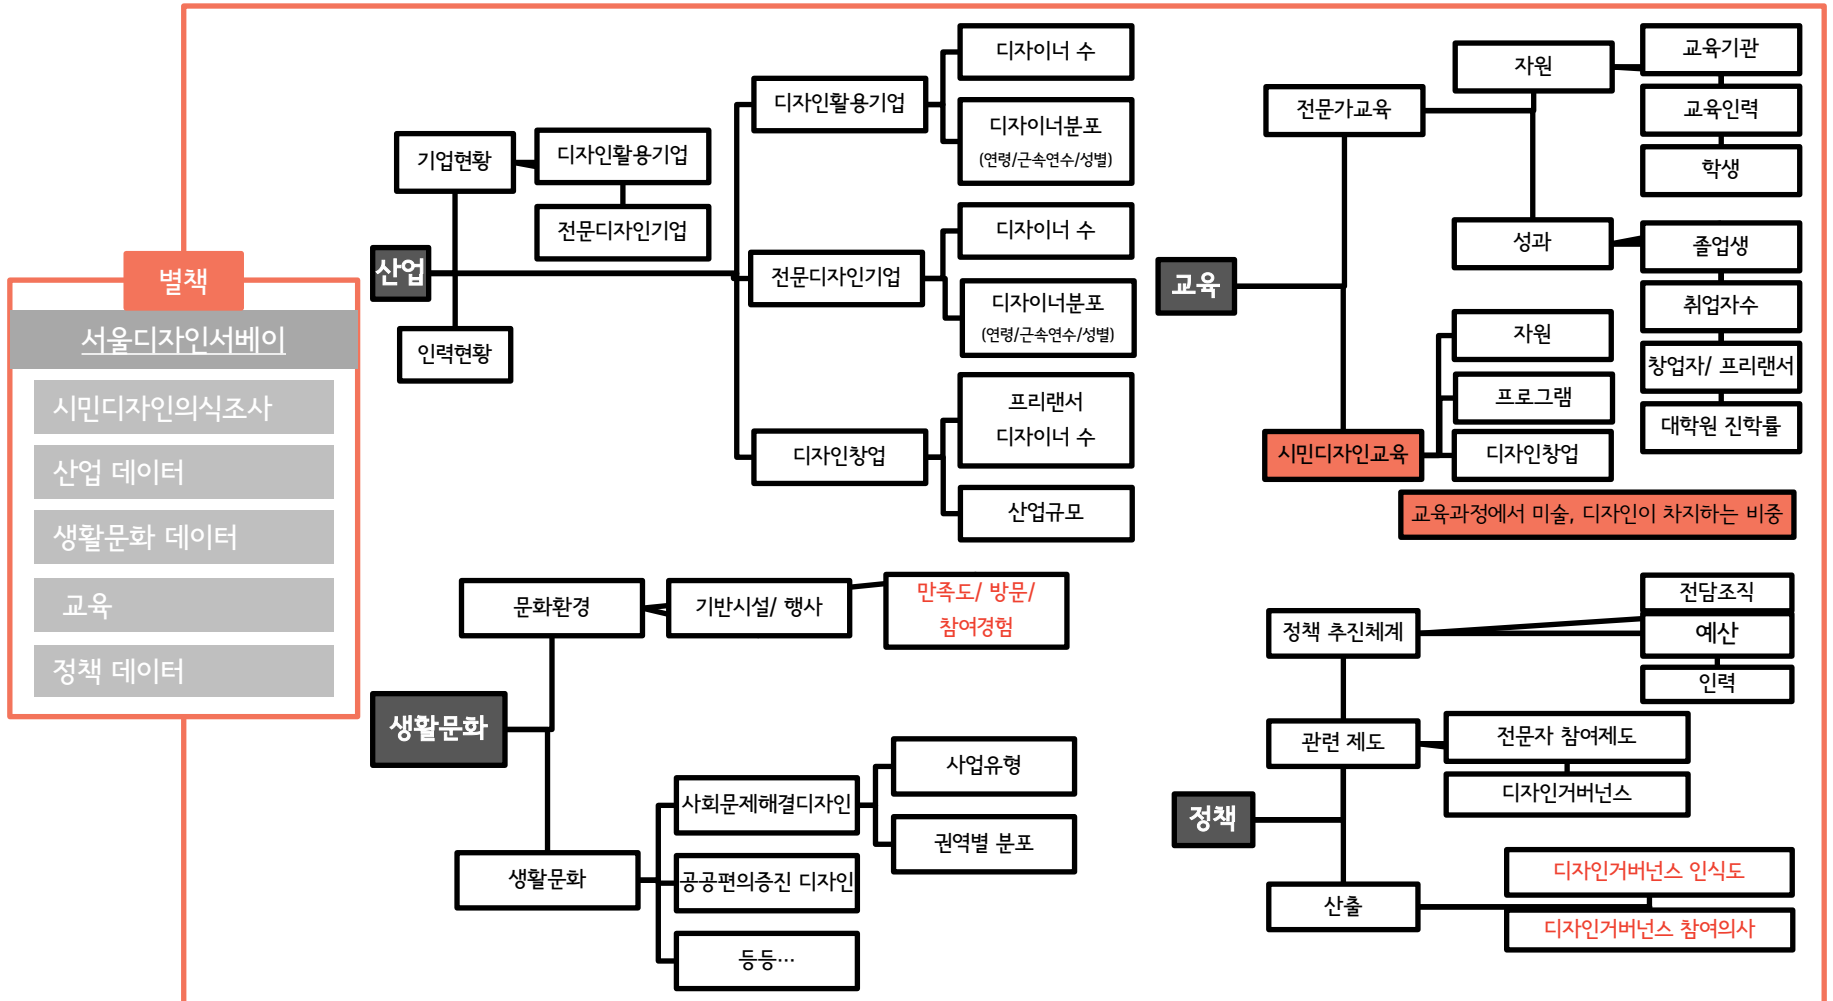 별책
서울디자인서베이
시민디자인의식조사
산업 데이터
생활문화 데이터
교육
정책 데이터
산업
기업현황
디자인활용기업
전문디자인기업
인력현황
디자인활용기업
디자이너 수
디자이너분포
(연령/근속연수/성별)
전문디자인기업
디자이너 수
디자이너분포
(연령/근속연수/성별)
디자인창업
프리랜서
디자이너 수
산업규모
교육
전문가교육
자원
교육기관
교육인력
학생
성과
졸업생
취업자수
창업자/ 프리랜서
대학원 진학률
시민디자인교육
자원
프로그램
디자인창업
교육과정에서 미술, 디자인이 차지하는 비중
생활문화
문화환경
기반시설/ 행사
만족도/ 방문/
참여경험
생활문화
사회문제해결디자인
사업유형
권역별 분포
공공편의증진 디자인
등등…
정책
정책 추진체계
전담조직
예산
인력
관련 제도
전문자 참여제도
디자인거버넌스
산출
디자인거버넌스 인식도
디자인거버넌스 참여의사